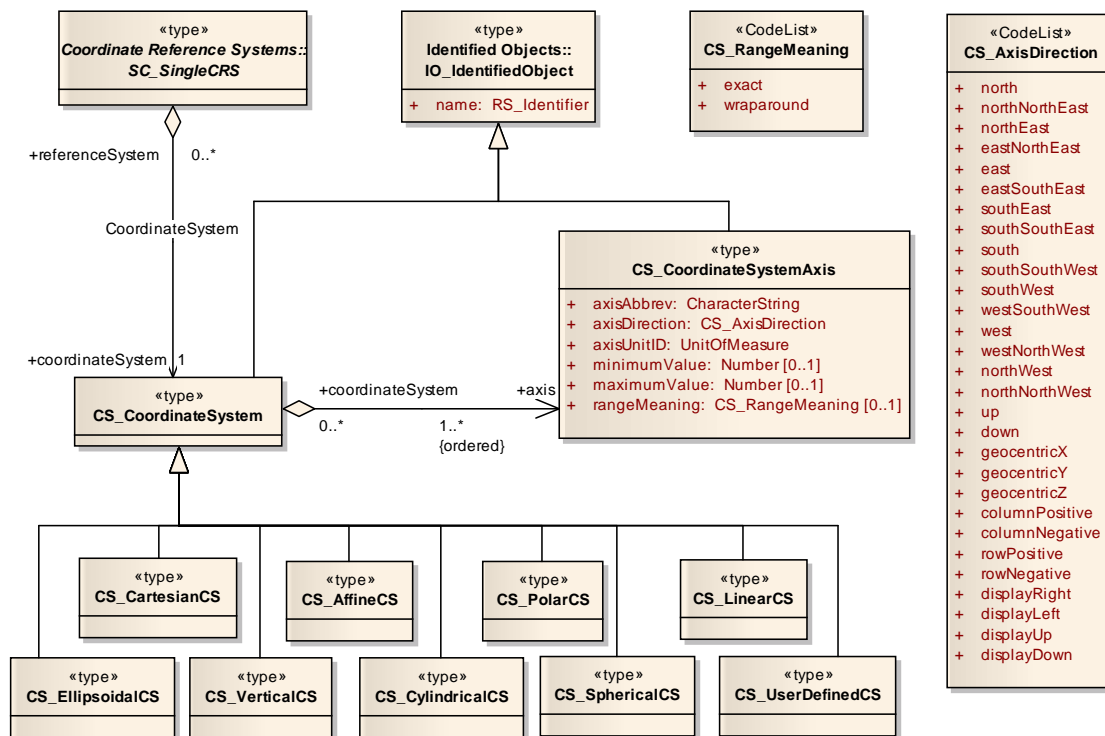 «type»
Coordinate Reference Systems::
SC_SingleCRS
«type»
Identified Objects::
IO_IdentifiedObject
+ name: RS_Identifier
«CodeList»
CS_RangeMeaning
+ exact
+ wraparound
«CodeList»
CS_AxisDirection
+ north
+ northNorthEast
+ northEast
+ eastNorthEast
+ east
+ eastSouthEast
+ southEast
+ southSouthEast
+ south
+ southSouthWest
+ southWest
+ westSouthWest
+ west
+ westNorthWest
+ northWest
+ northNorthWest
+ up
+ down
+ geocentricX
+ geocentricY
+ geocentricZ
+ columnPositive
+ columnNegative
+ rowPositive
+ rowNegative
+ displayRight
+ displayLeft
+ displayUp
+ displayDown
+referenceSystem 0..*
CoordinateSystem
+coordinateSystem 1
«type»
CS_CoordinateSystemAxis
+ axisAbbrev: CharacterString
+ axisDirection: CS_AxisDirection
+ axisUnitID: UnitOfMeasure
+ minimumValue: Number [0..1]
+ maximumValue: Number [0..1]
+ rangeMeaning: CS_RangeMeaning [0..1]
«type»
CS_CoordinateSystem
+coordinateSystem +axis
0..* 1..*
{ordered}
«type»
CS_CartesianCS
«type»
CS_AffineCS
«type»
CS_PolarCS
«type»
CS_LinearCS
«type»
CS_EllipsoidalCS
«type»
CS_VerticalCS
«type»
CS_CylindricalCS
«type»
CS_SphericalCS
«type»
CS_UserDefinedCS